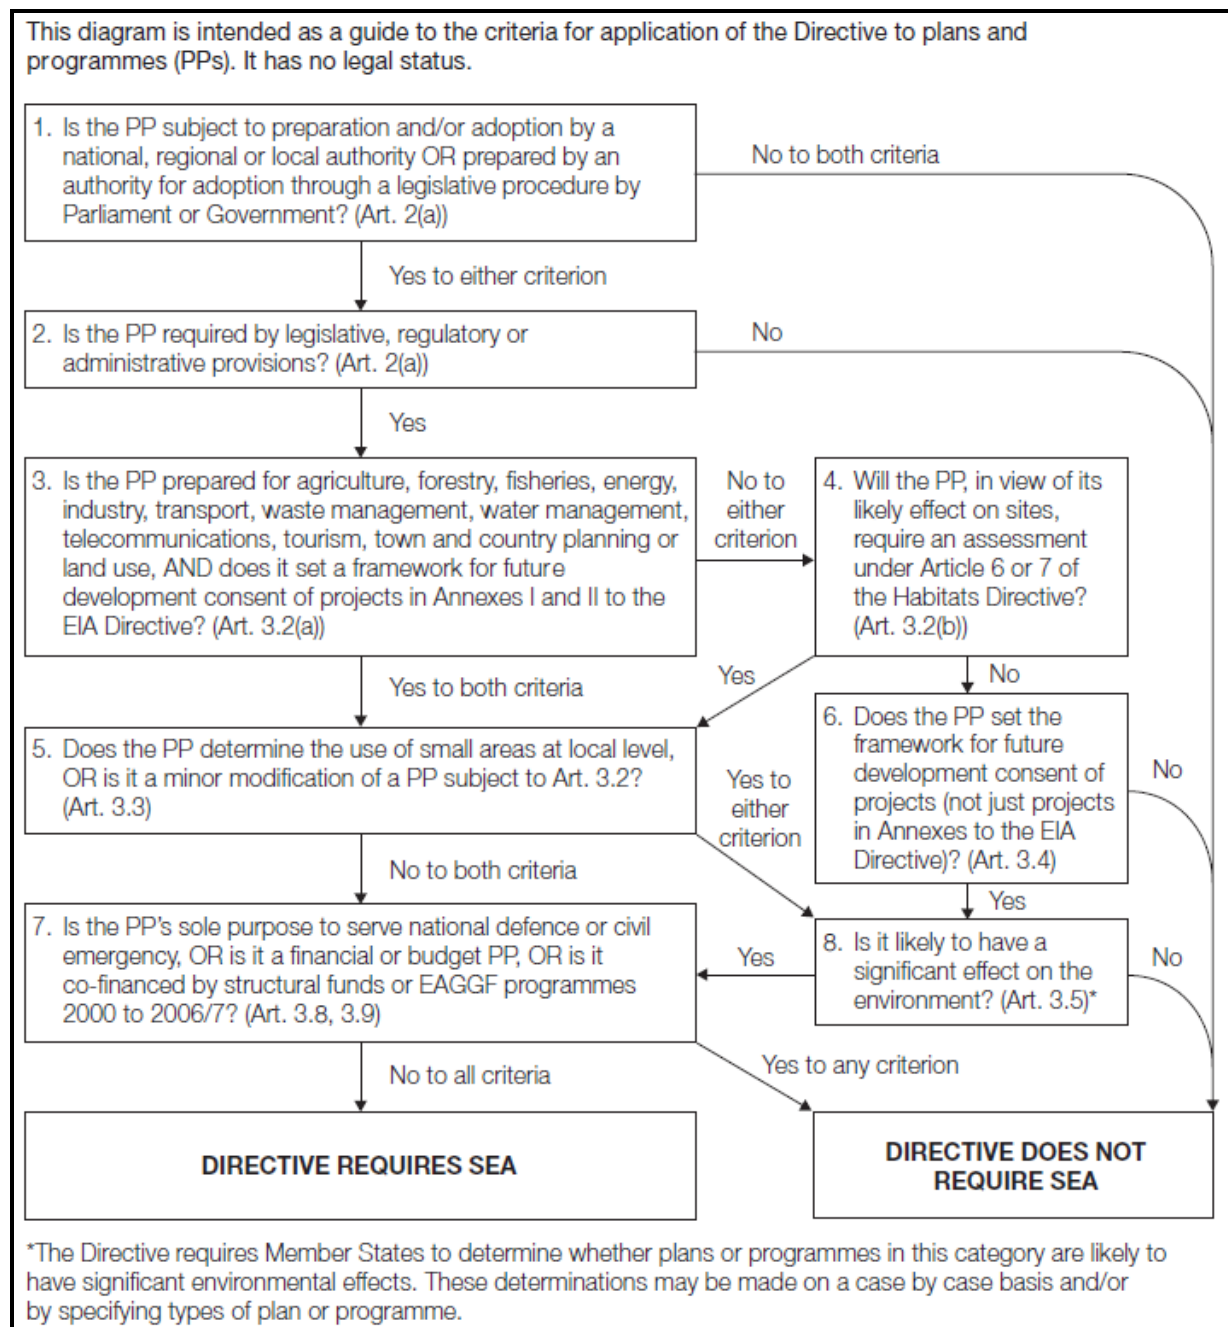 This diagram is intended as a guide to the criteria for application of the Directive to plans and
programmes (PPs). It has no legal status.
1. Is the PP subject to preparation and/or adoption by a
national, regional or local authority OR prepared by an
authority for adoption through a legislative procedure by
Parliament or Government? (Art. 2(a))
No to both criteria
Yes to either criterion
2. Is the PP required by legislative, regulatory or
administrative provisions? (Art. 2(a))
No
Yes
3. Is the PP prepared for agriculture, forestry, fisheries, energy,
industry, transport, waste management, water management,
telecommunications, tourism, town and country planning or
land use, AND does it set a framework for future
development consent of projects in Annexes I and II to the
EIA Directive? (Art. 3.2(a))
No to
either
criterion
4. Will the PP, in view of its
likely effect on sites,
require an assessment
under Article 6 or 7 of
the Habitats Directive?
(Art. 3.2(b))
Yes to both criteria
Yes
No
5. Does the PP determine the use of small areas at local level,
OR is it a minor modification of a PP subject to Art. 3.2?
(Art. 3.3)
Yes to
either
criterion
6. Does the PP set the
framework for future
development consent of
projects (not just projects
in Annexes to the EIA
Directive)? (Art. 3.4)
No
No to both criteria
Yes
7. Is the PP's sole purpose to serve national defence or civil
emergency, OR is it a financial or budget PP, OR is it
co-financed by structural funds or EAGGF programmes
2000 to 2006/7? (Art. 3.8, 3.9)
Yes
8. Is it likely to have a
significant effect on the
environment? (Art. 3.5)*
No
No to all criteria
Yes to any criterion
DIRECTIVE REQUIRES SEA
DIRECTIVE DOES NOT
REQUIRE SEA
*The Directive requires Member States to determine whether plans or programmes in this category are likely to
have significant environmental effects. These determinations may be made on a case by case basis and/or
by specifying types of plan or programme.